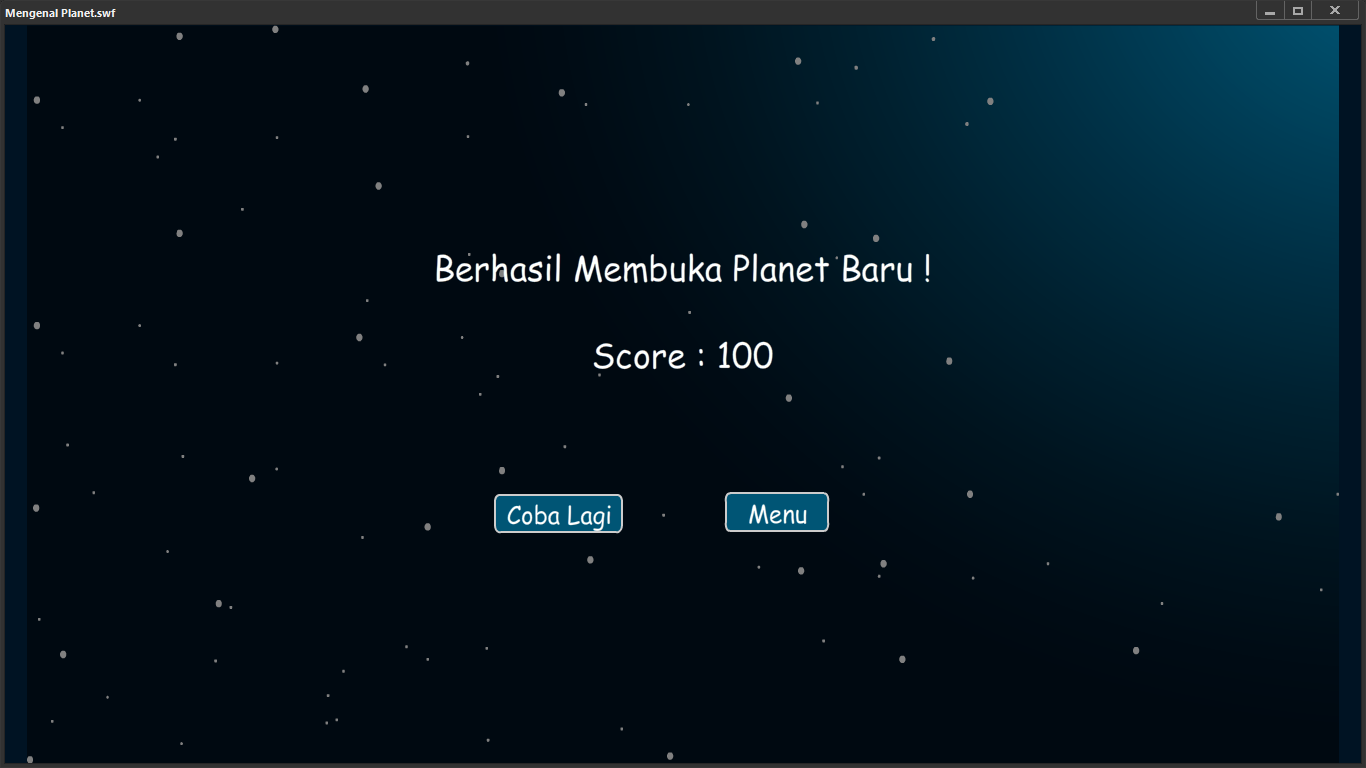 Mengenal Planet.swf
Berhasil Membuka Planet Baru !
Score : 100
Coba Lagi
Menu